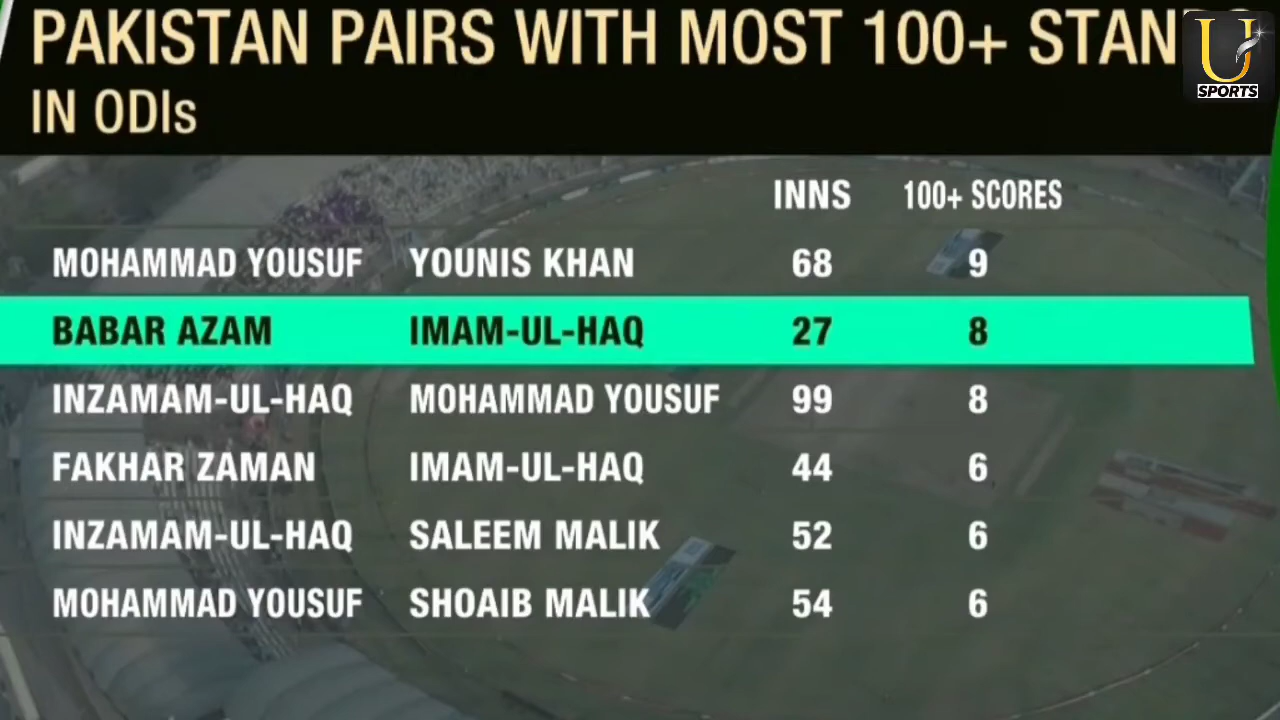 PAKISTAN PAIRS WITH MOST 100+ STAN
IN ODIs
U
SPORTS
INNS 100+ SCORES
MOHAMMAD YOUSUF YOUNIS KHAN 68 9
BABAR AZAM IMAM-UL-HAQ 27 8
INZAMAM-UL-HAQ MOHAMMAD YOUSUF 99 8
FAKHAR ZAMAN IMAM-UL-HAQ 44 6
INZAMAM-UL-HAQ SALEEM MALIK 52 6
MOHAMMAD YOUSUF SHOAIB MALIK 54 6